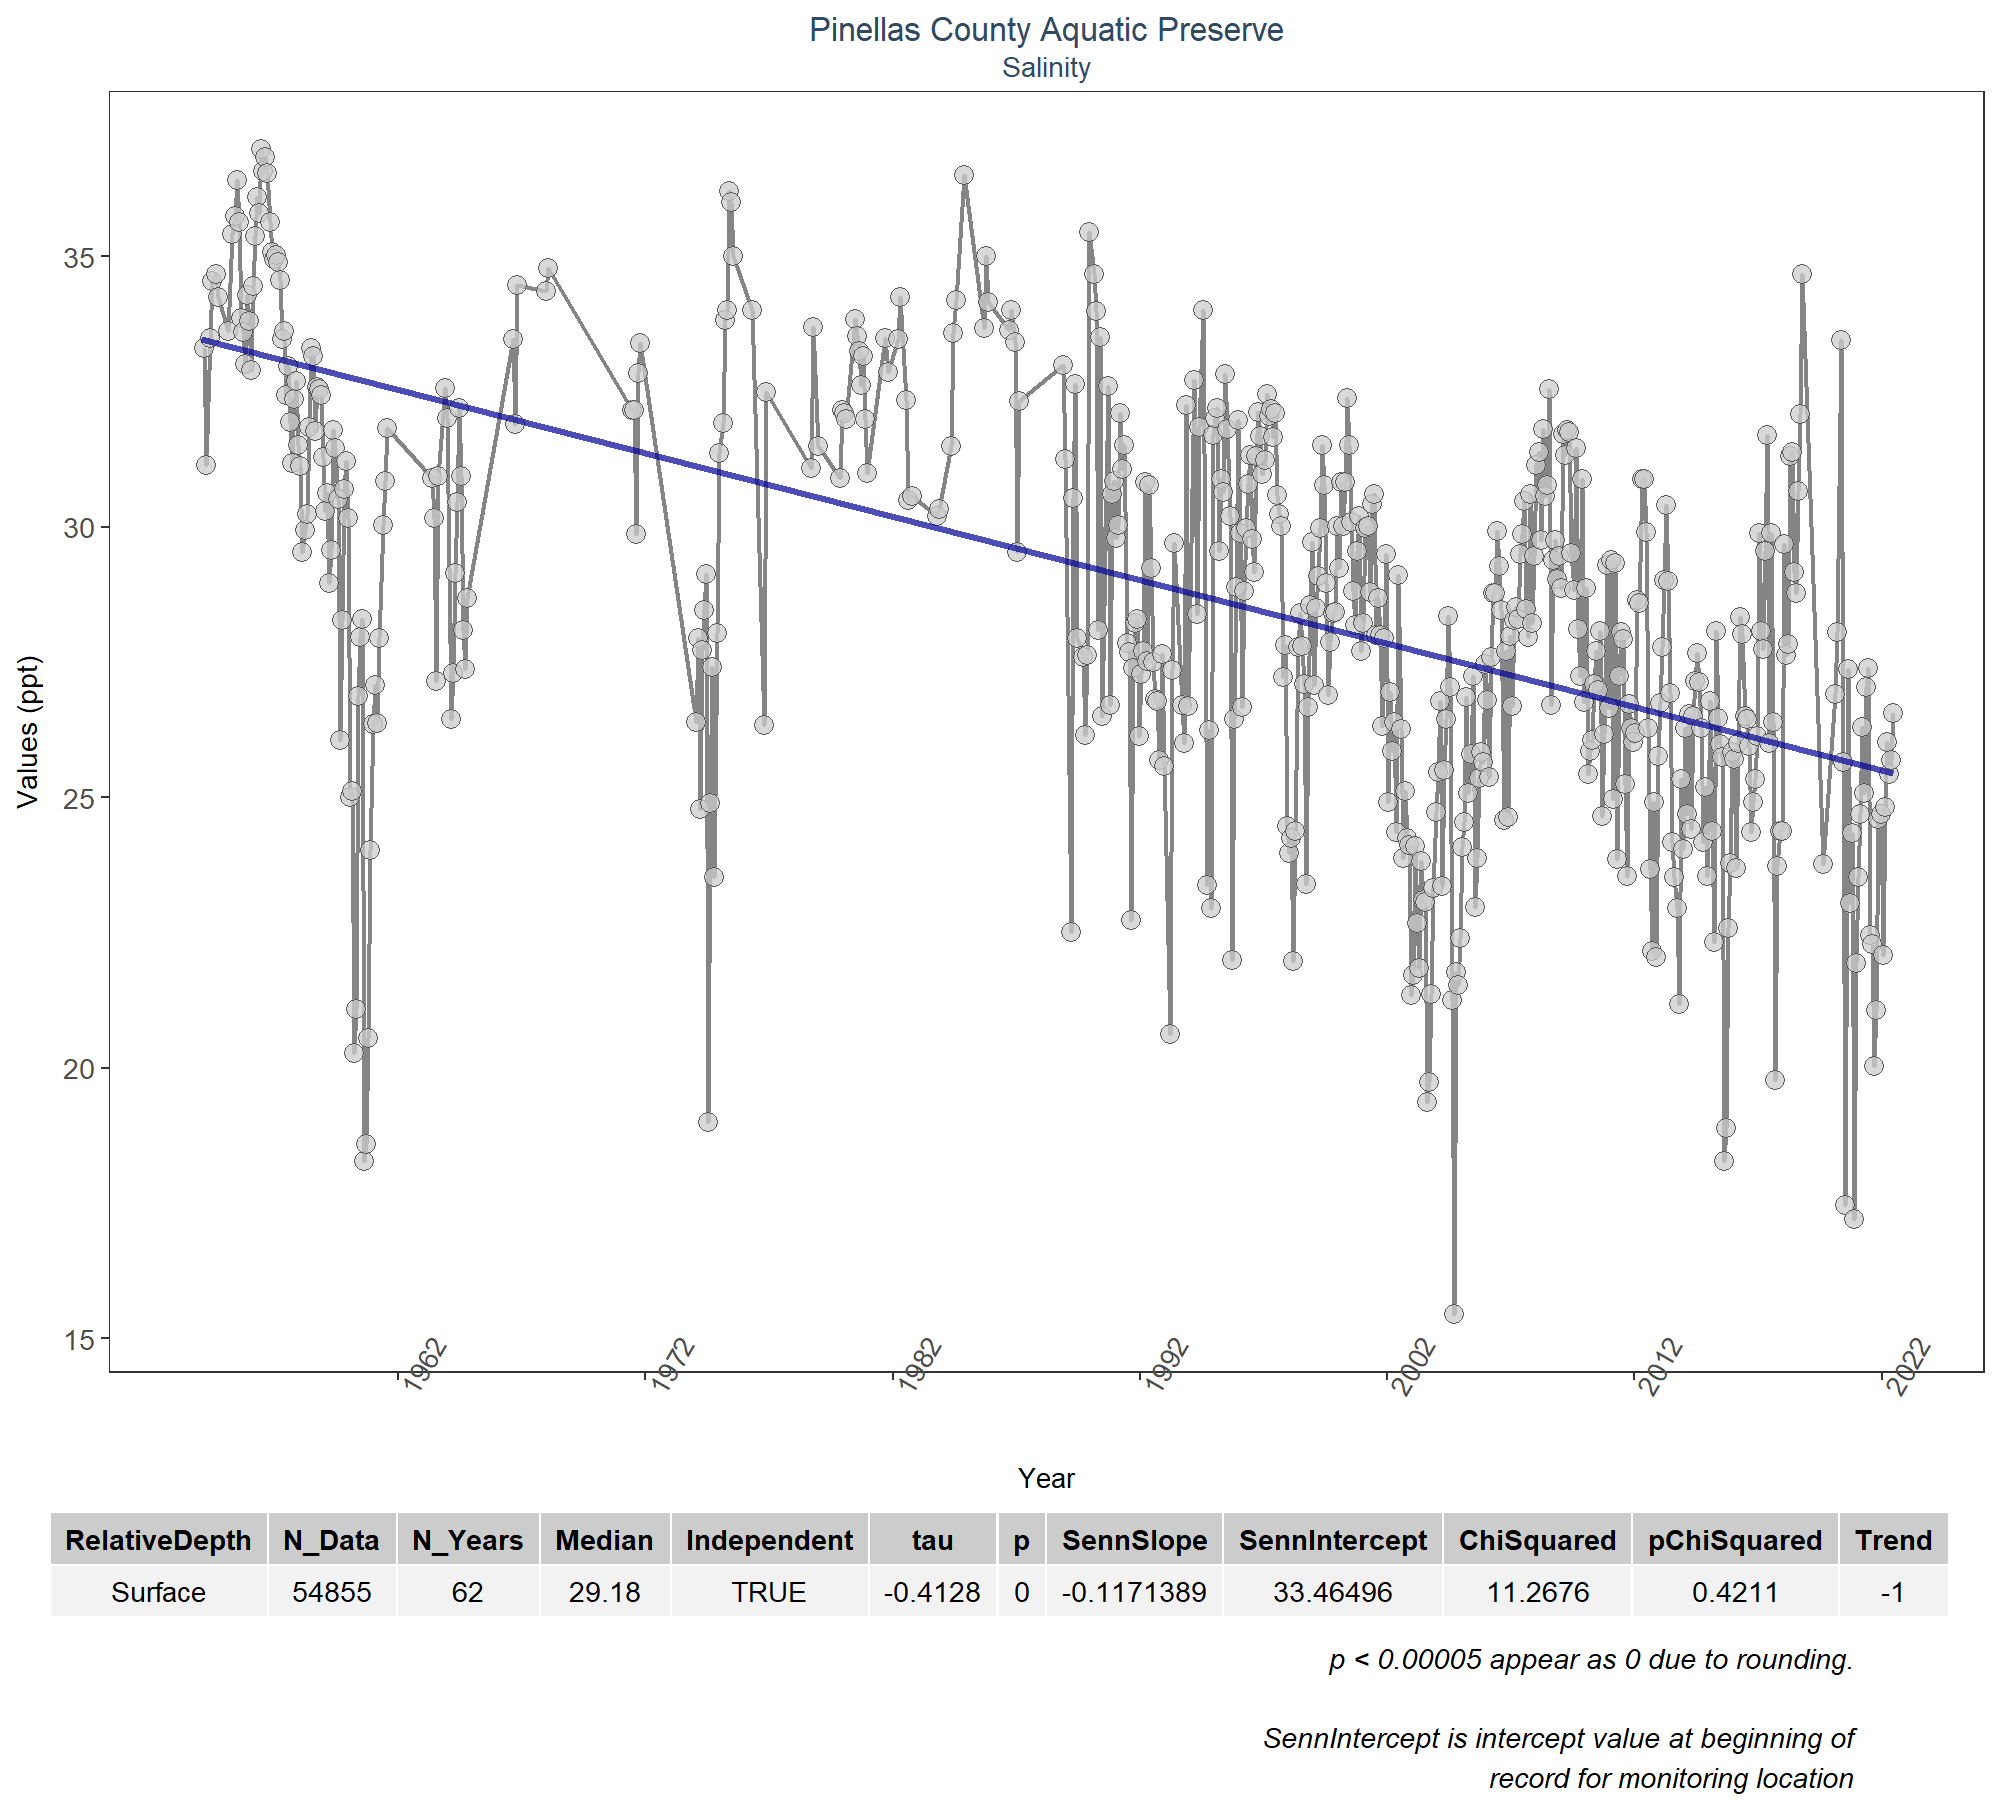 Pinellas County Aquatic Preserve
Salinity
Values (ppt)
35
30
25
20
15
1962 1972 1982 1992 2002 2012 2022
Year
RelativeDepth N_Data N_Years Median Independent tau p SennSlope SennIntercept ChiSquared pChiSquared Trend
Surface 54855 62 29.18 TRUE -0.4128 0 -0.1171389 33.46496 11.2676 0.4211 -1
p < 0.00005 appear as 0 due to rounding.
SennIntercept is intercept value at beginning of
record for monitoring location